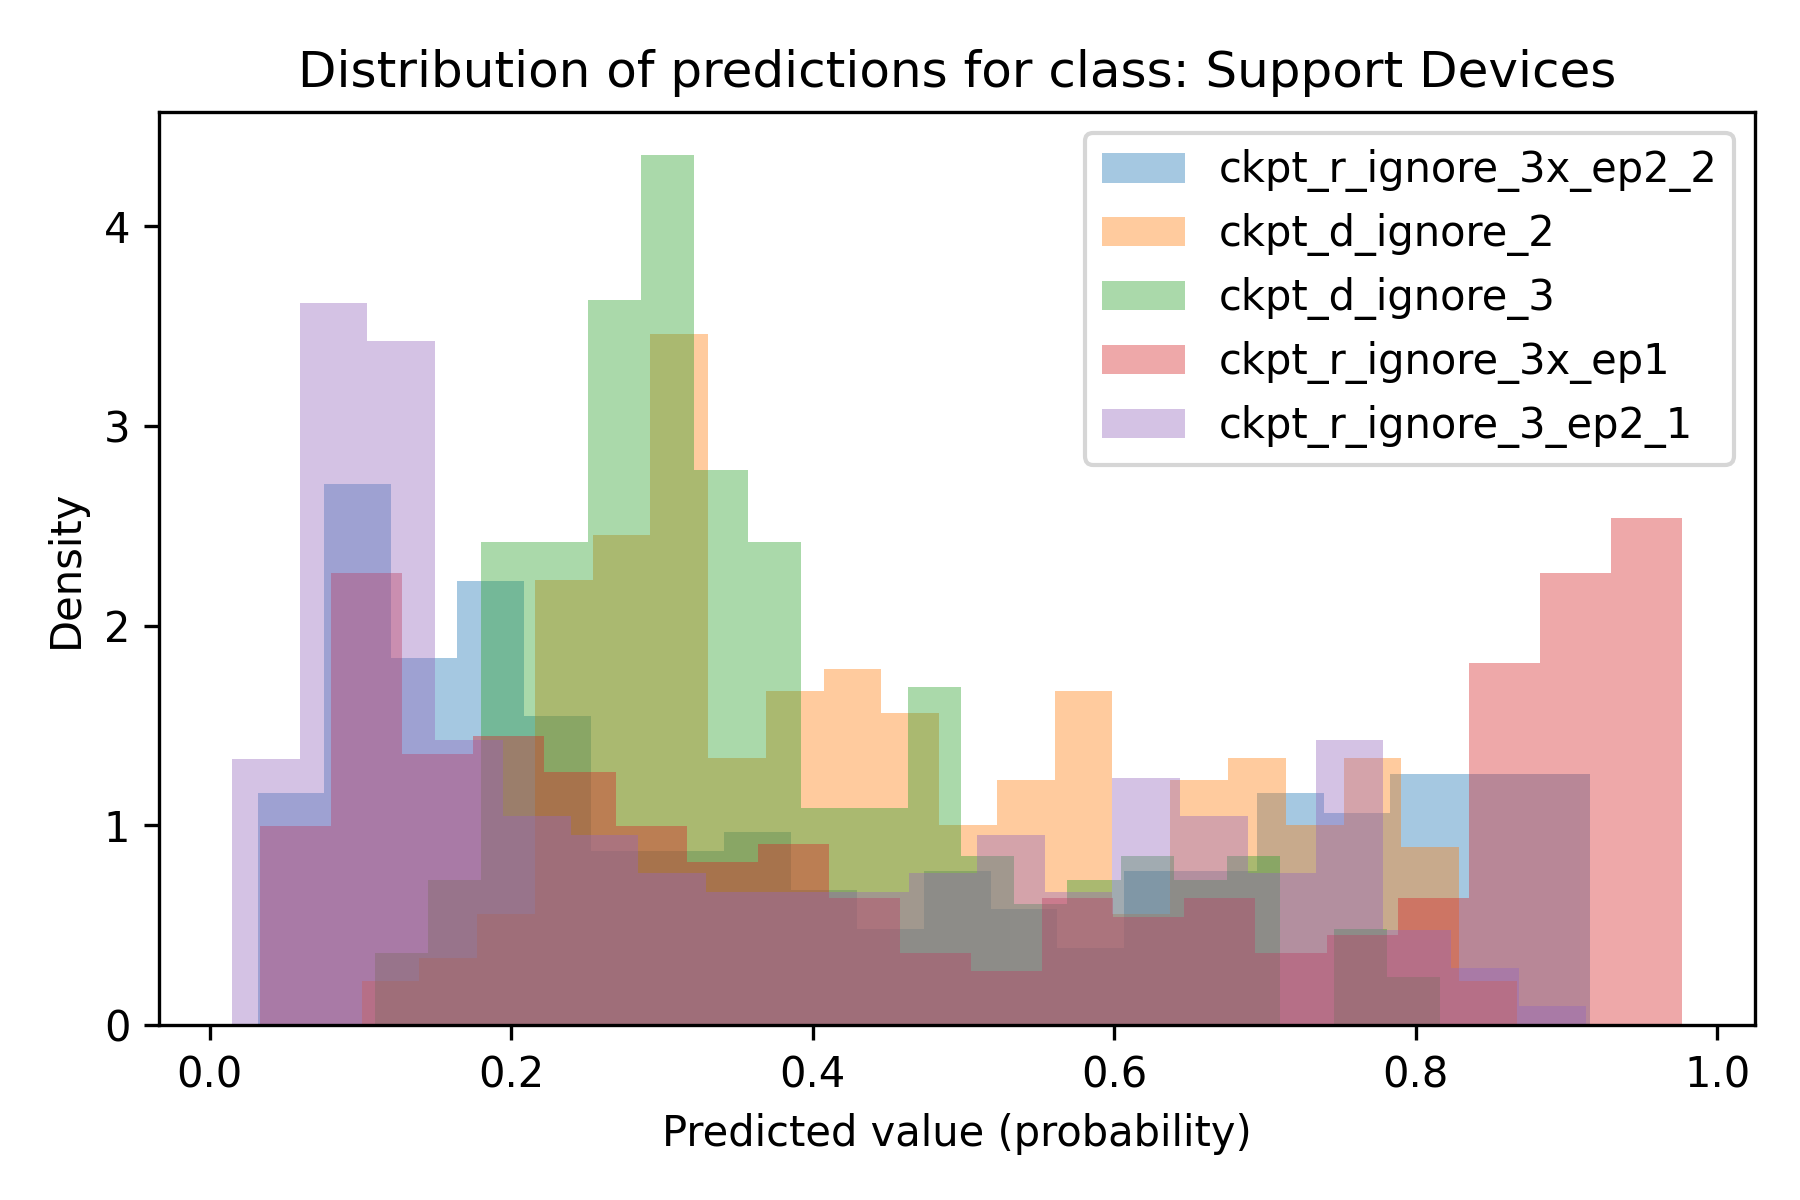 Distribution of predictions for class: Support Devices
ckpt_r_ignore_3x_ep2_2
ckpt_d_ignore_2
ckpt_d_ignore_3
ckpt_r_ignore_3x_ep1
ckpt_r_ignore_3_ep2_1
Density
4
3
2
1
0
0.0 0.2 0.4 0.6 0.8 1.0
Predicted value (probability)